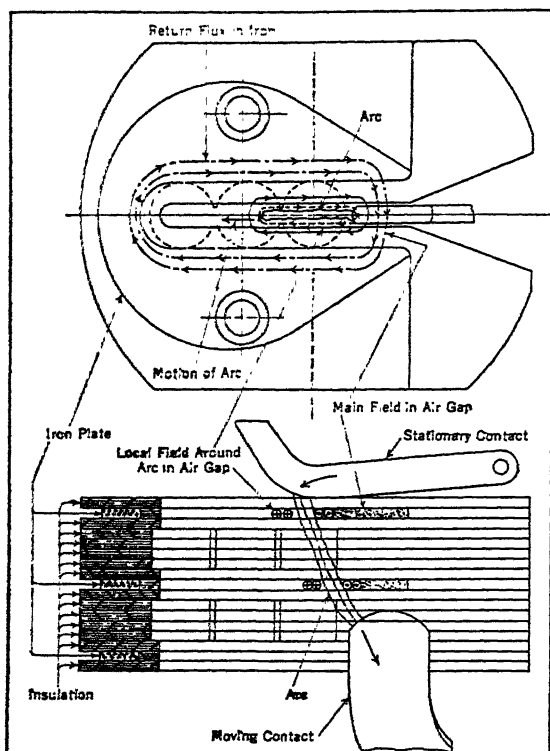 Return Flux in Iron
Arc
Motion of Arc
Main Field in Air Gap
Iron Plate
Local Field Around
Arc in Air Gap
Stationary Contact
Insulation
Arc
Moving Contact